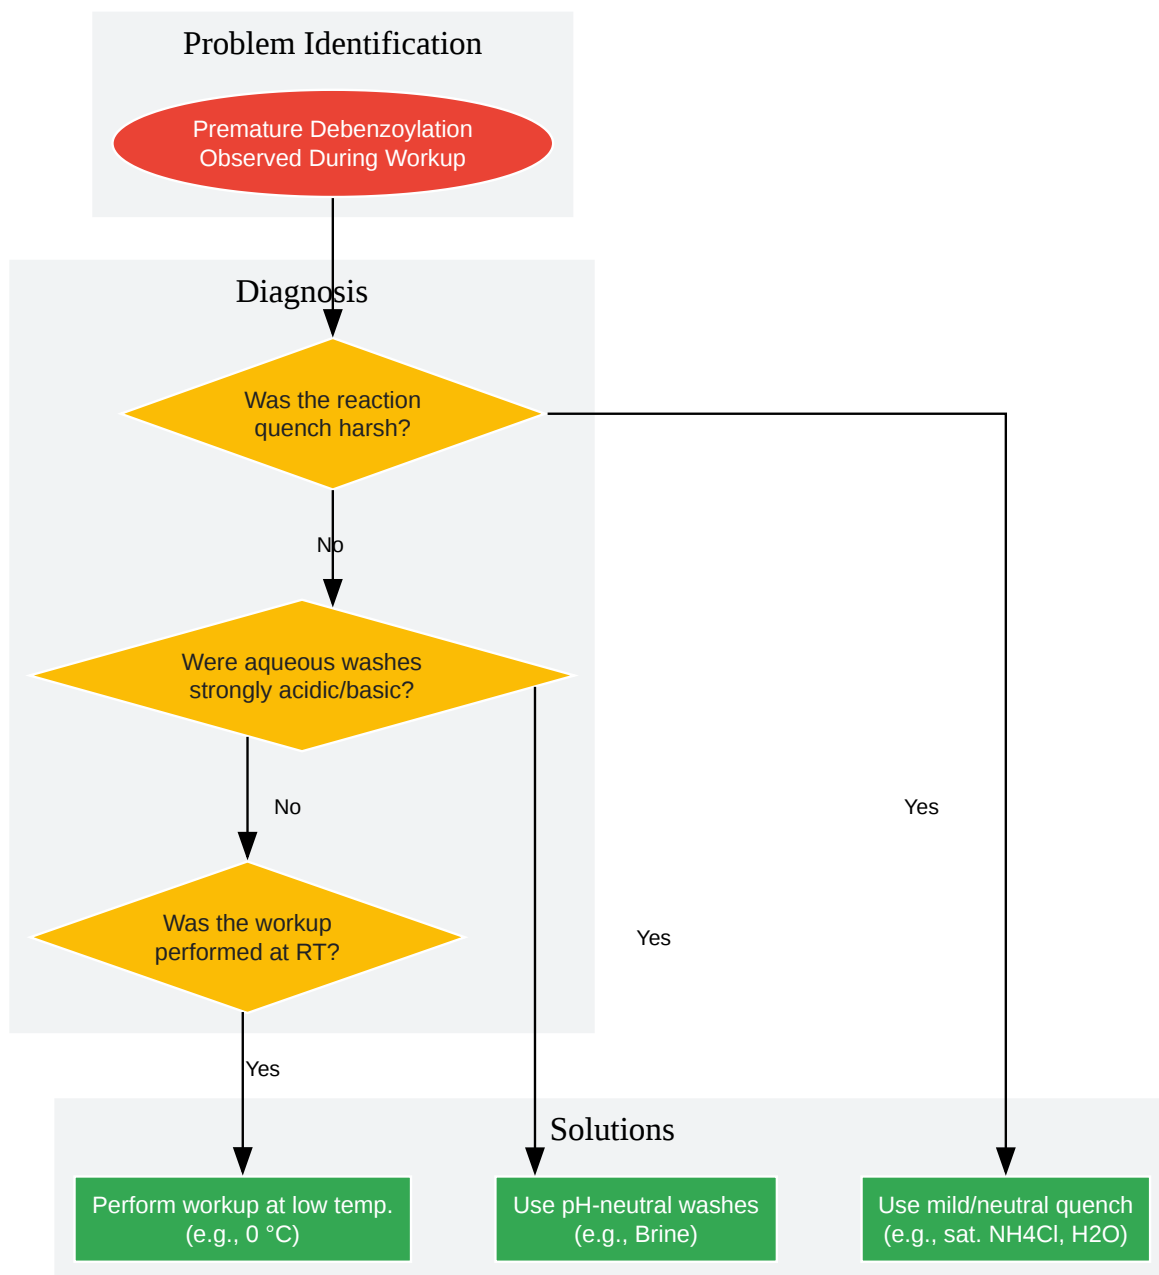 Problem Identification
Premature Debenzoylation
Observed During Workup
Diagnosis
Was the reaction
quench harsh?
No
Were aqueous washes
strongly acidic/basic?
No
Yes
Was the workup
performed at RT?
Yes
Yes
Solutions
Perform workup at low temp.
(e.g., 0 °C)
Use pH-neutral washes
(e.g., Brine)
Use mild/neutral quench
(e.g., sat. NH4Cl, H2O)